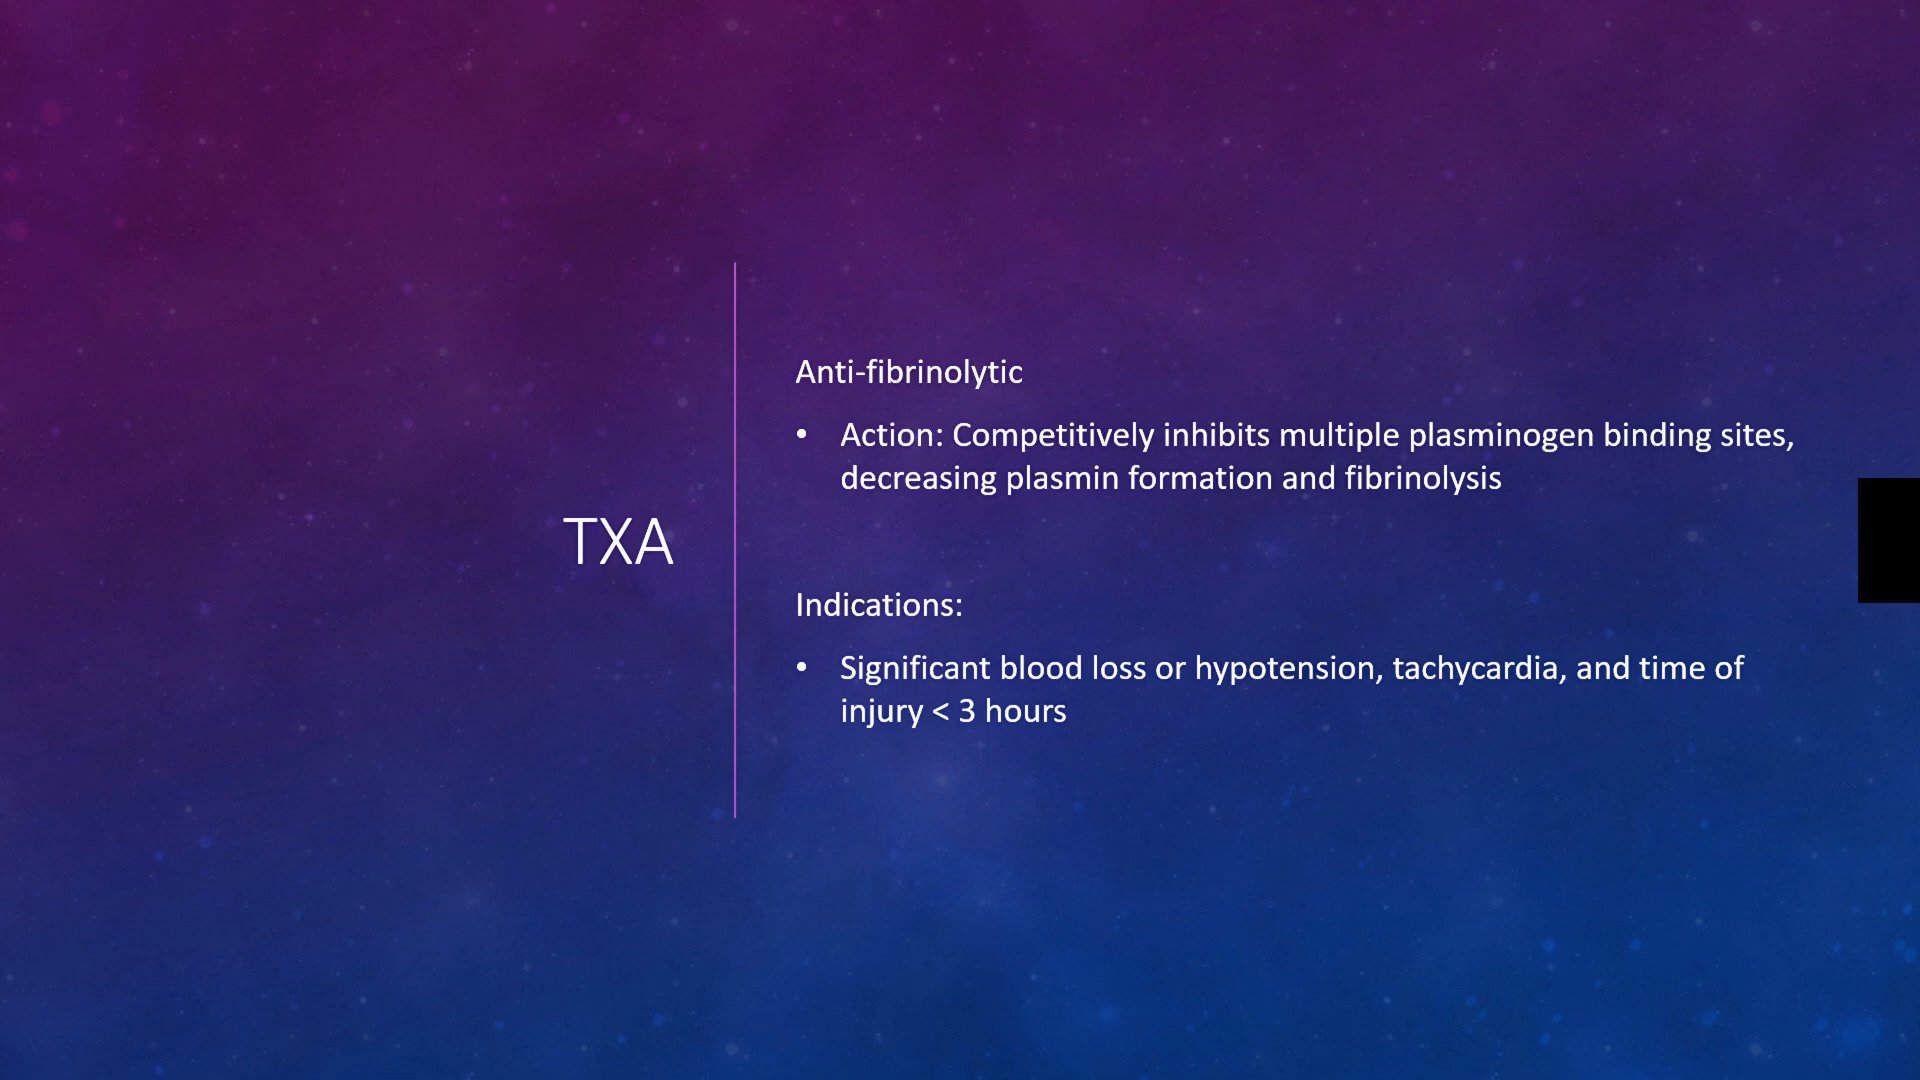 TXA
Anti-fibrinolytic
• Action: Competitively inhibits multiple plasminogen binding sites,
decreasing plasmin formation and fibrinolysis
Indications:
• Significant blood loss or hypotension, tachycardia, and time of
injury < 3 hours